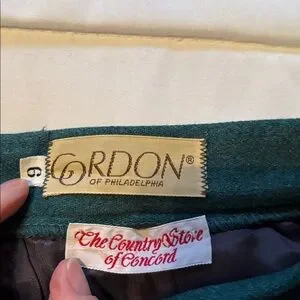 6
GORDON®
OF PHILADELPHIA
The Country Store
of Concord